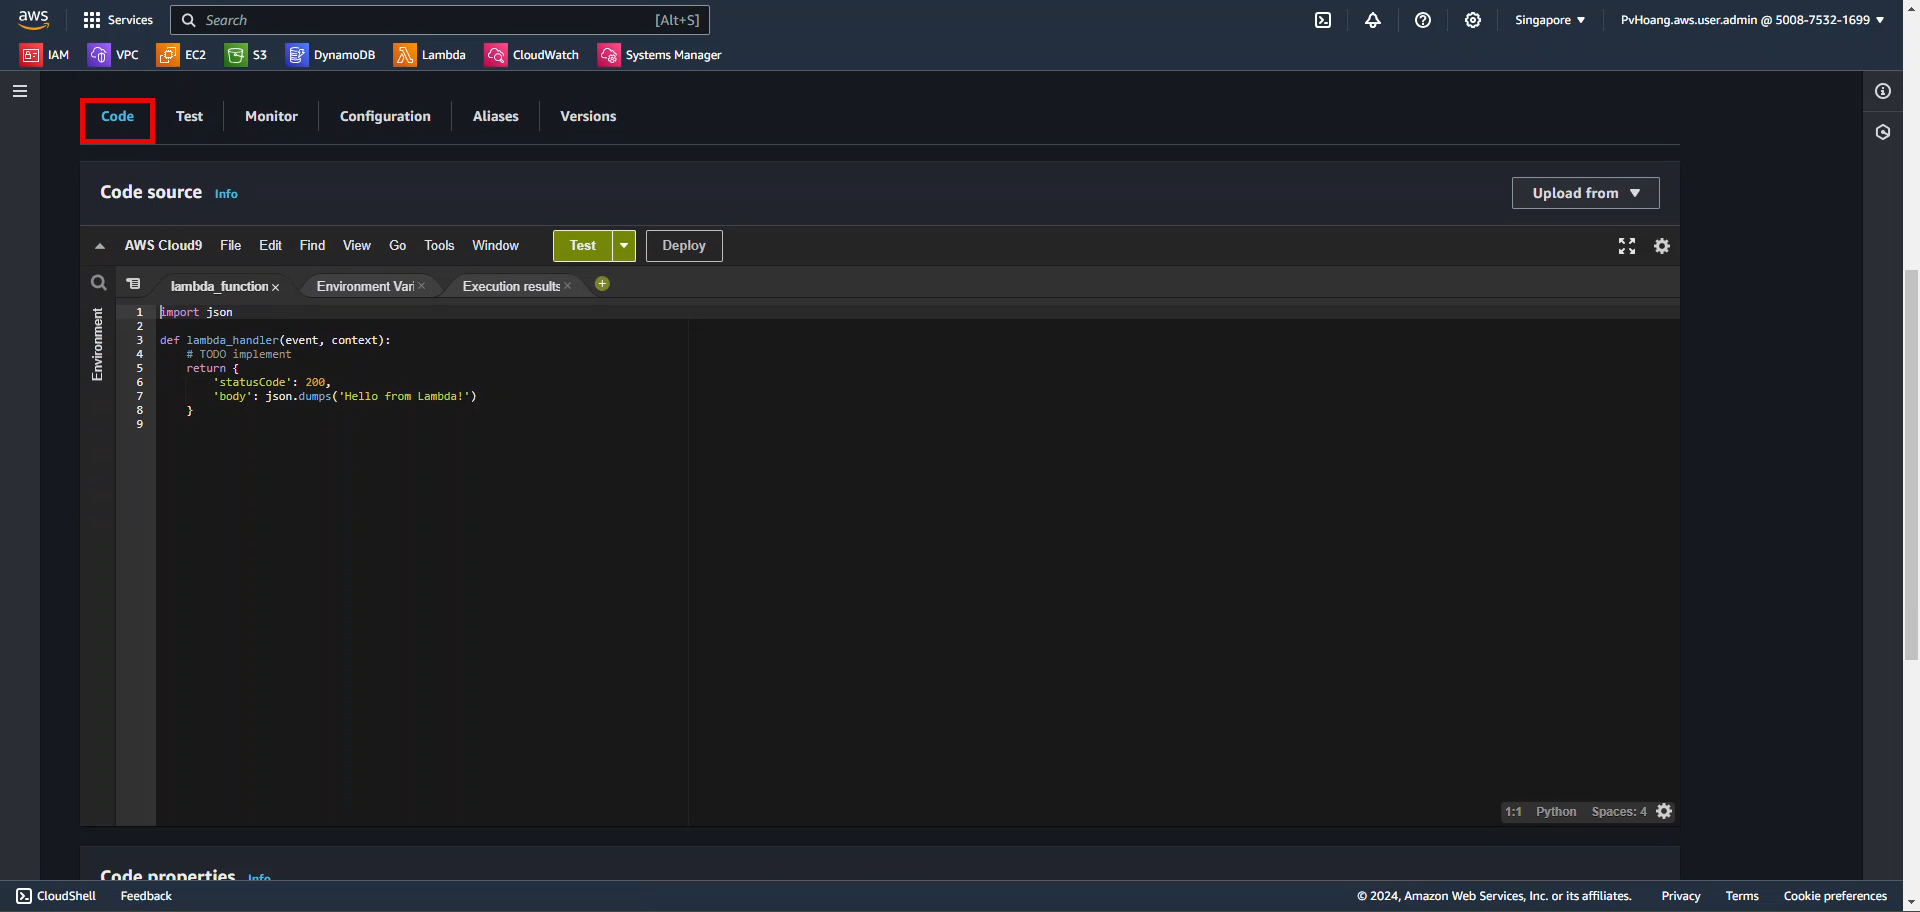 aws Services Search [Alt+S] Singapore PvHoang.aws.user.admin @ 5008-7532-1699
IAM VPC EC2 S3 DynamoDB Lambda CloudWatch Systems Manager
Code Test Monitor Configuration Aliases Versions
Code source Info Upload from
AWS Cloud9 File Edit Find View Go Tools Window Test Deploy
lambda_function Environment Vari Execution results
Environment
1 import json
2
3 def lambda_handler(event, context):
4 # TODO implement
5 return {
6 'statusCode': 200,
7 'body': json.dumps('Hello from Lambda!')
8 }
9
1:1 Python Spaces: 4
Code properties Info
CloudShell Feedback © 2024, Amazon Web Services, Inc. or its affiliates. Privacy Terms Cookie preferences